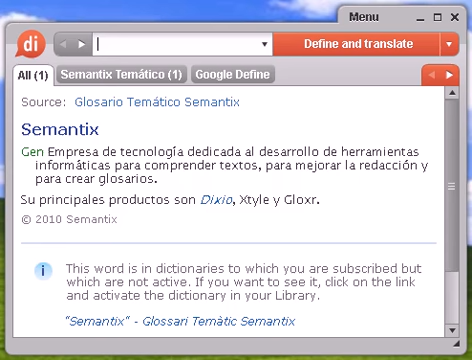 Menu
di
Define and translate
All (1) Semantix Temático (1) Google Define
Source: Glosario Temático Semantix
Semantix
Gen Empresa de tecnología dedicada al desarrollo de herramientas
informáticas para comprender textos, para mejorar la redacción y
para crear glosarios.
Su principales productos son Dixio, Xtyle y Gloxr.
© 2010 Semantix
This word is in dictionaries to which you are subscribed but
which are not active. If you want to see it, click on the link
and activate the dictionary in your Library.
"Semantix" - Glossari Temàtic Semantix